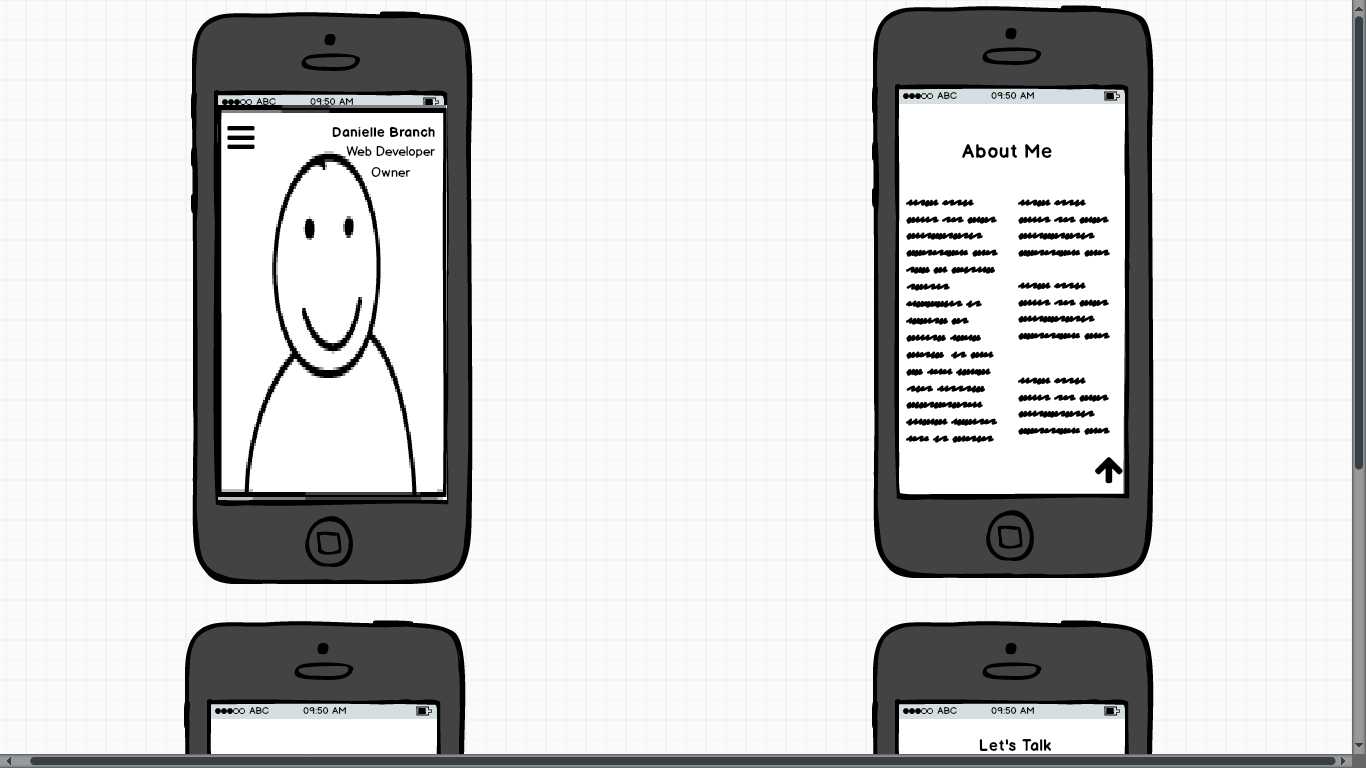 ABC 09:50 AM
Danielle Branch
Web Developer
Owner
ABC 09:50 AM
About Me
ABC 09:50 AM
ABC 09:50 AM
Let's Talk